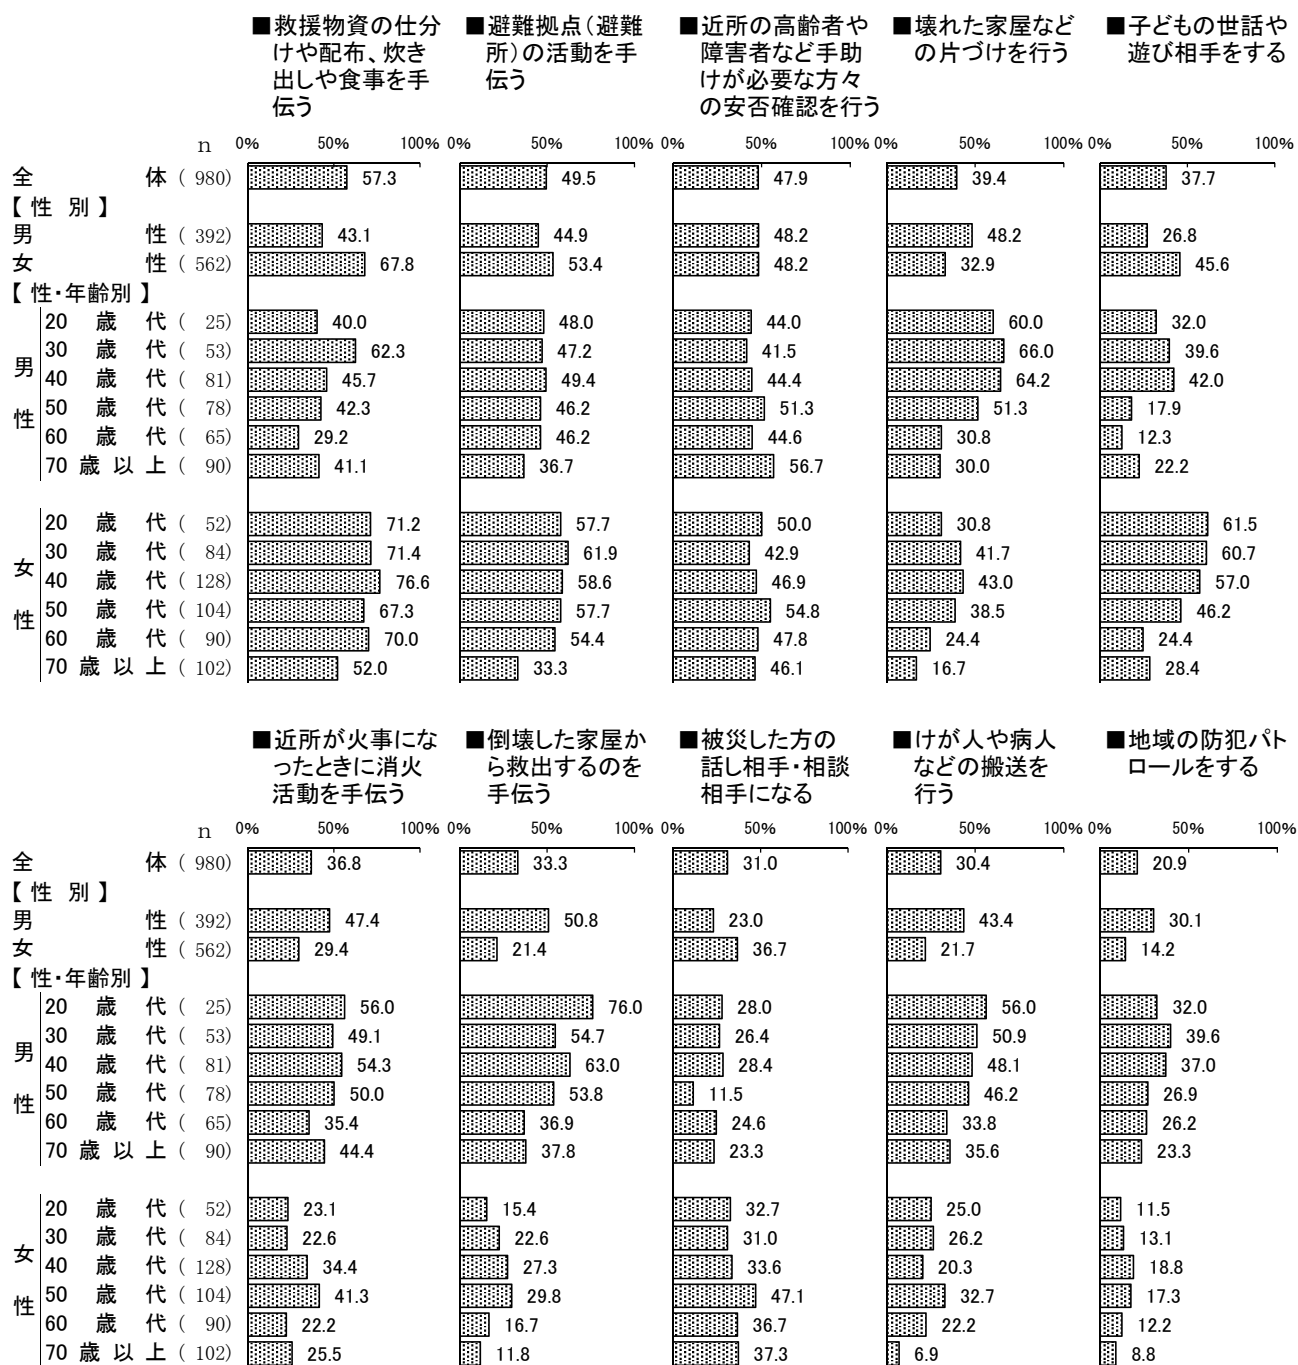 ■救援物資の仕分けや配布、炊き出しや食事を手伝う
■避難拠点（避難所）の活動を手伝う
■近所の高齢者や障害者など手助けが必要な方々の安否確認を行う
■壊れた家屋などの片づけを行う
■子どもの世話や遊び相手をする
n 0% 50% 100% 0% 50% 100% 0% 50% 100% 0% 50% 100% 0% 50% 100%
全体 ( 980) 57.3 49.5 47.9 39.4 37.7
【 性 別 】
男性 ( 392) 43.1 44.9 48.2 48.2 26.8
女性 ( 562) 67.8 53.4 48.2 32.9 45.6
【 性・年齢別 】
男性
20 歳代 ( 25) 40.0 48.0 44.0 60.0 32.0
30 歳代 ( 53) 62.3 47.2 41.5 66.0 39.6
40 歳代 ( 81) 45.7 49.4 44.4 64.2 42.0
50 歳代 ( 78) 42.3 46.2 51.3 51.3 17.9
60 歳代 ( 65) 29.2 46.2 44.6 30.8 12.3
70 歳以上 ( 90) 41.1 36.7 56.7 30.0 22.2
女性
20 歳代 ( 52) 71.2 57.7 50.0 30.8 61.5
30 歳代 ( 84) 71.4 61.9 42.9 41.7 60.7
40 歳代 ( 128) 76.6 58.6 46.9 43.0 57.0
50 歳代 ( 104) 67.3 57.7 54.8 38.5 46.2
60 歳代 ( 90) 70.0 54.4 47.8 24.4 24.4
70 歳以上 ( 102) 52.0 33.3 46.1 16.7 28.4
■近所が火事になったときに消火活動を手伝う
■倒壊した家屋から救出するのを手伝う
■被災した方の話し相手・相談相手になる
■けが人や病人などの搬送を行う
■地域の防犯パトロールをする
n 0% 50% 100% 0% 50% 100% 0% 50% 100% 0% 50% 100% 0% 50% 100%
全体 ( 980) 36.8 33.3 31.0 30.4 20.9
【 性 別 】
男性 ( 392) 47.4 50.8 23.0 43.4 30.1
女性 ( 562) 29.4 21.4 36.7 21.7 14.2
【 性・年齢別 】
男性
20 歳代 ( 25) 56.0 76.0 28.0 56.0 32.0
30 歳代 ( 53) 49.1 54.7 26.4 50.9 39.6
40 歳代 ( 81) 54.3 63.0 28.4 48.1 37.0
50 歳代 ( 78) 50.0 53.8 11.5 46.2 26.9
60 歳代 ( 65) 35.4 36.9 24.6 33.8 26.2
70 歳以上 ( 90) 44.4 37.8 23.3 35.6 23.3
女性
20 歳代 ( 52) 23.1 15.4 32.7 25.0 11.5
30 歳代 ( 84) 22.6 22.6 31.0 26.2 13.1
40 歳代 ( 128) 34.4 27.3 33.6 20.3 18.8
50 歳代 ( 104) 41.3 29.8 47.1 32.7 17.3
60 歳代 ( 90) 22.2 16.7 36.7 22.2 12.2
70 歳以上 ( 102) 25.5 11.8 37.3 6.9 8.8